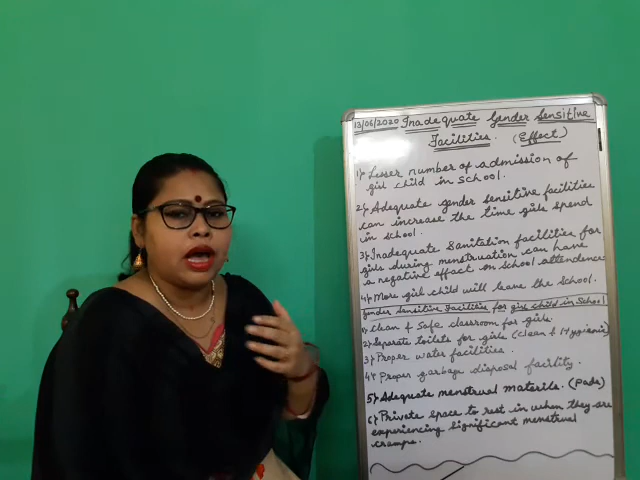 13/06/2020 Inadequate Gender Sensitive
Facilities. (Effect)
1) Lesser number of admission of
girl child in school.
2) Adequate gender sensitive facilities
can increase the time girls spend
in school.
3) Inadequate sanitation facilities for
girls during menstruation can have
a negative effect on school attendence
4) More girl child will leave the school.
Gender Sensitive Facilities for girl child in School
1) Clean & Safe classroom for girls.
2) Separate toilets for girls (Clean & Hygienic)
3) Proper water facilities.
4) Proper garbage disposal facility.
5) Adequate menstrual materils. (Pads)
6) Private space to rest in when they are
experiencing significant menstrual
cramps.